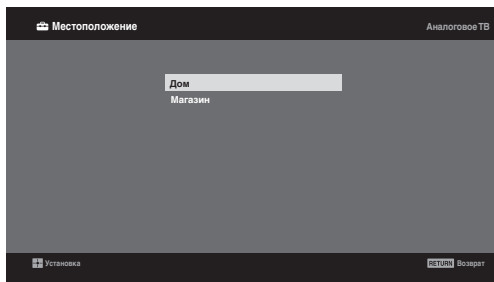 Местоположение
Аналоговое ТВ
Дом
Магазин
Установка
RETURN Возврат